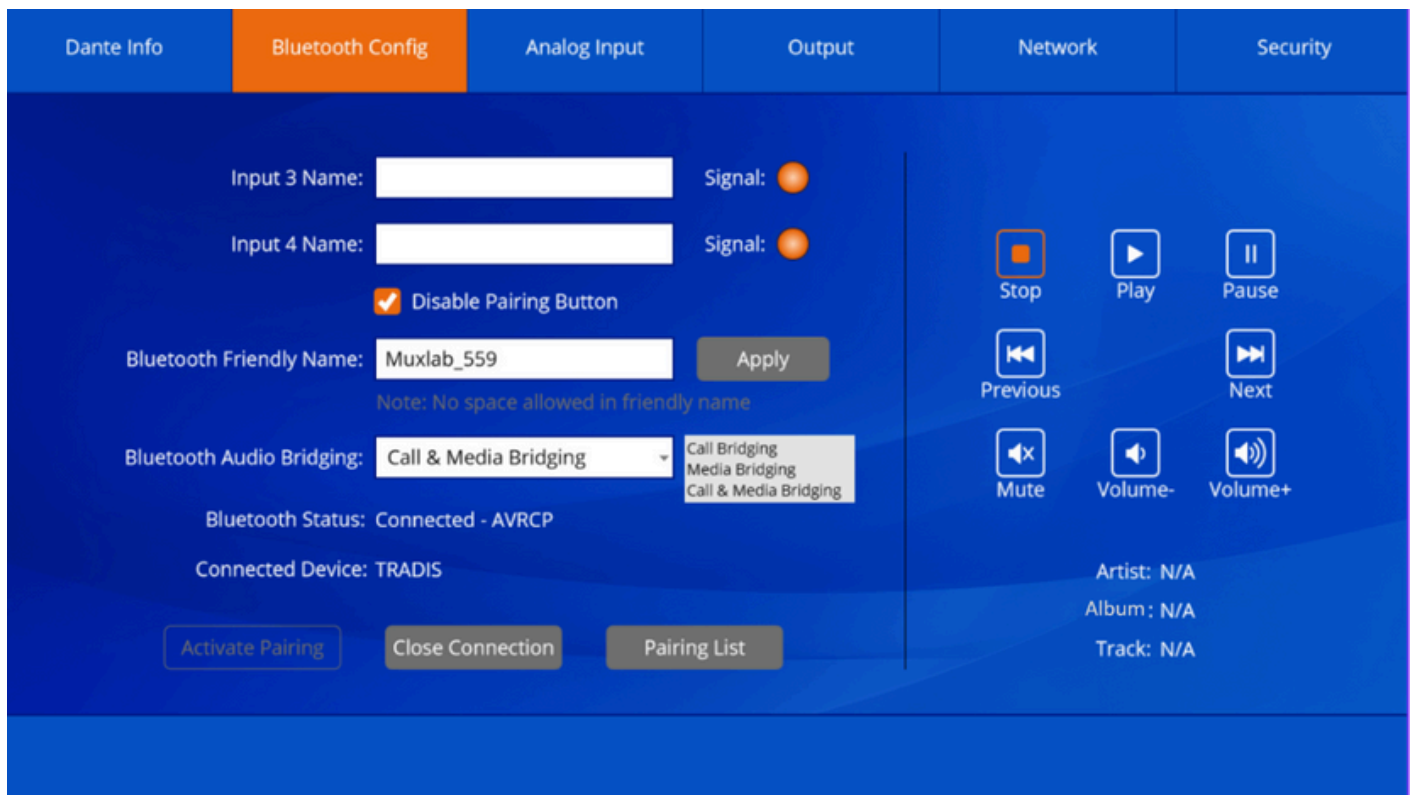 Dante Info
Bluetooth Config
Analog Input
Output
Network
Security
Input 3 Name:
Signal:
Input 4 Name:
Signal:
Disable Pairing Button
Bluetooth Friendly Name:
Muxlab_559
Apply
Note: No space allowed in friendly name
Bluetooth Audio Bridging:
Call & Media Bridging
Call Bridging
Media Bridging
Call & Media Bridging
Bluetooth Status: Connected - AVRCP
Connected Device: TRADIS
Activate Pairing
Close Connection
Pairing List
Stop
Play
Pause
Previous
Next
Mute
Volume-
Volume+
Artist: N/A
Album : N/A
Track: N/A